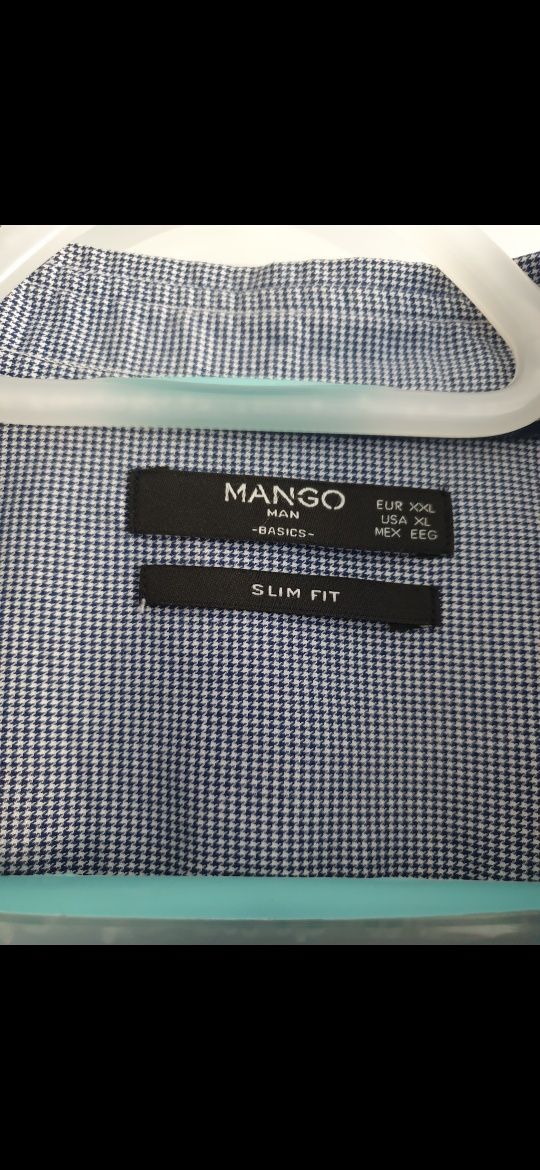 MANGO
MAN
-BASICS-
EUR XXL
USA XL
MEX EEG
SLIM FIT